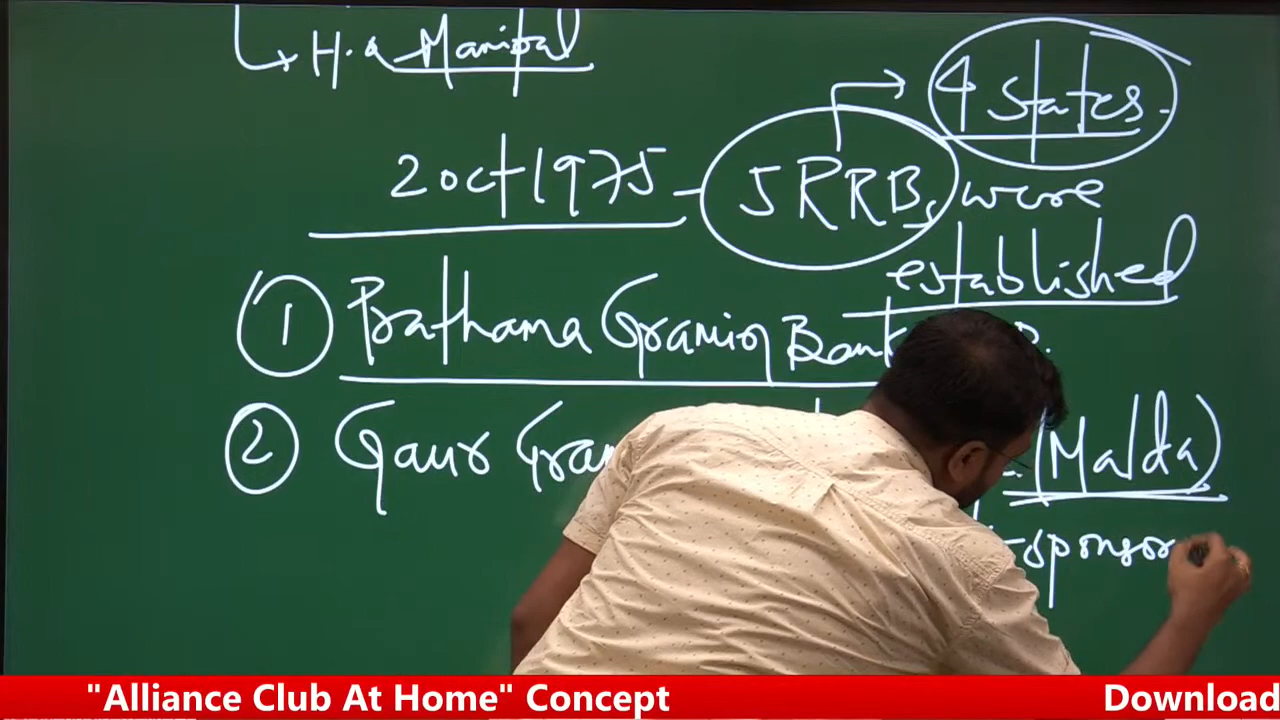 ↳ H.Q Manipal
4 States.
2 oct 1975 - 5 RRBs were
established
1 Prathama Gramin Bank
2 Gaur Gram (Malda)
-sponsor
"Alliance Club At Home" Concept
Download